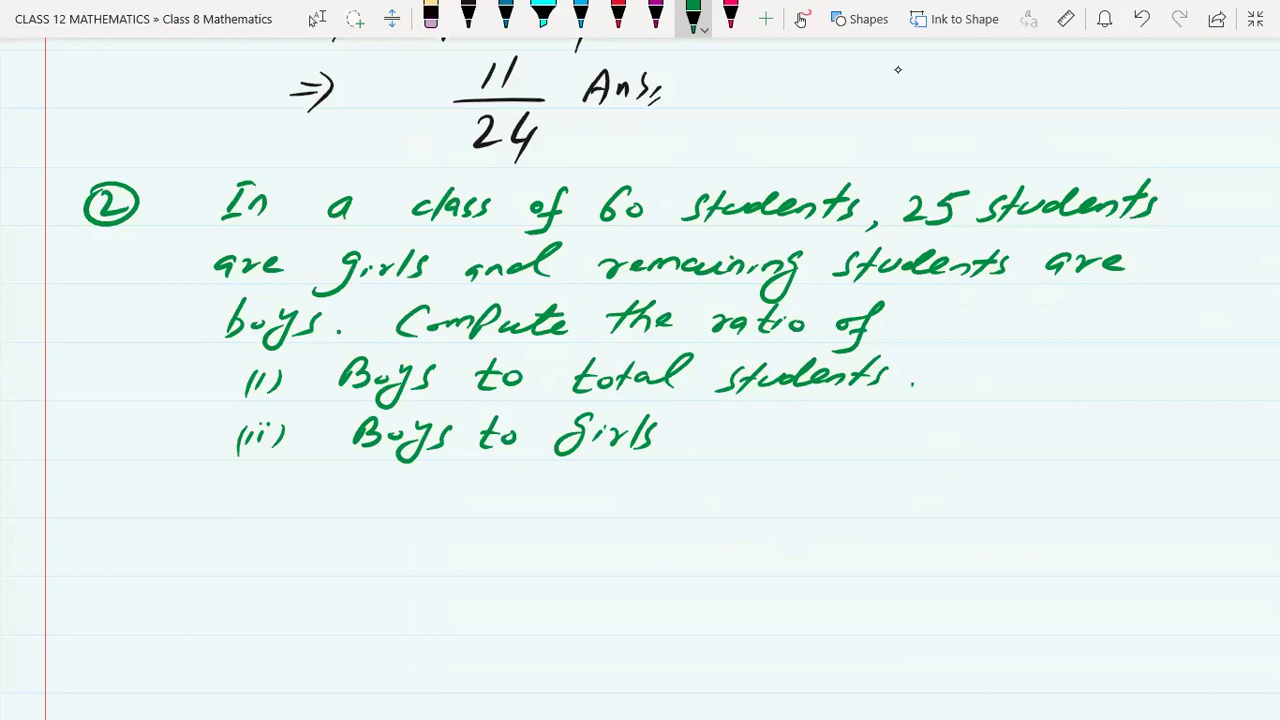 CLASS 12 MATHEMATICS » Class 8 Mathematics
Shapes
Ink to Shape
⇒ 11/24 Ans
② In a class of 60 students, 25 students
are girls and remaining students are
boys. Compute the ratio of
(i) Boys to total students.
(ii) Boys to girls